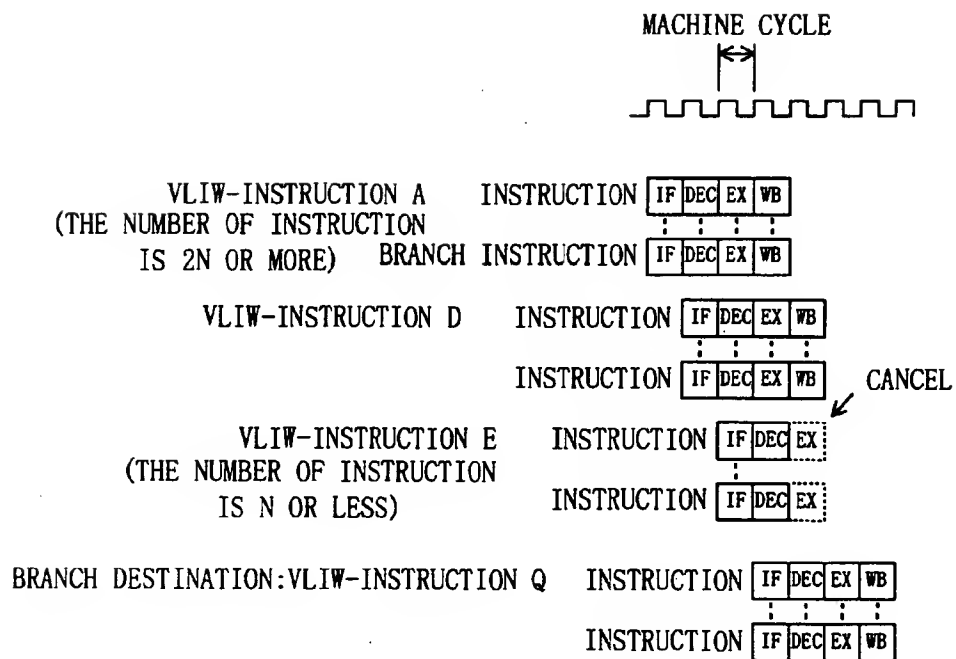 MACHINE CYCLE
VLIW-INSTRUCTION A INSTRUCTION IF DEC EX WB
(THE NUMBER OF INSTRUCTION
IS 2N OR MORE) BRANCH INSTRUCTION IF DEC EX WB
VLIW-INSTRUCTION D INSTRUCTION IF DEC EX WB
INSTRUCTION IF DEC EX WB
CANCEL
VLIW-INSTRUCTION E INSTRUCTION IF DEC EX
(THE NUMBER OF INSTRUCTION
IS N OR LESS) INSTRUCTION IF DEC EX
BRANCH DESTINATION:VLIW-INSTRUCTION Q INSTRUCTION IF DEC EX WB
INSTRUCTION IF DEC EX WB